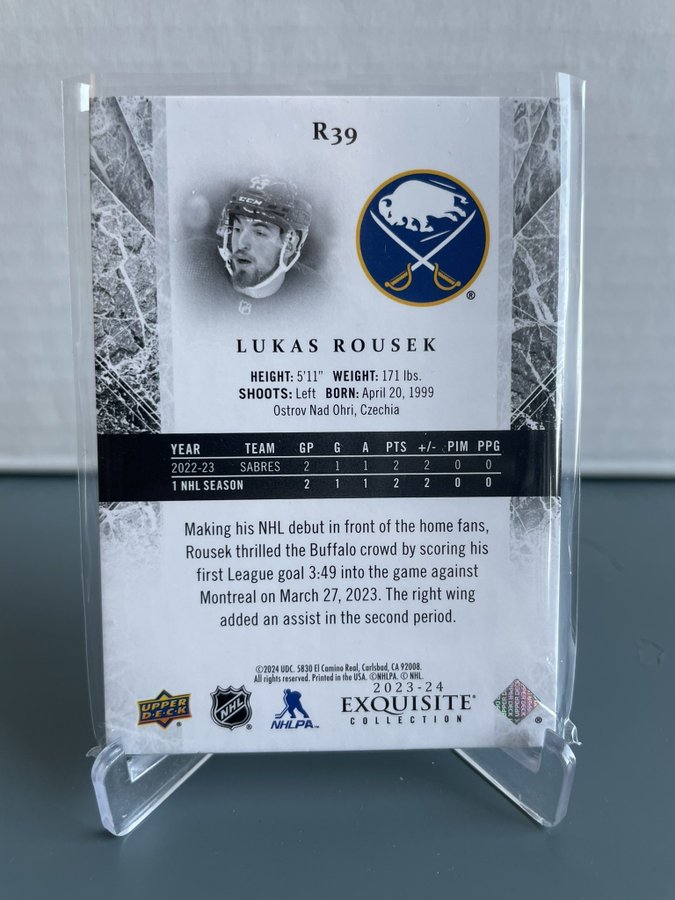 R39
CCM
LUKAS ROUSEK
HEIGHT: 5'11" WEIGHT: 171 lbs.
SHOOTS: Left BORN: April 20, 1999
Ostrov Nad Ohri, Czechia
YEAR TEAM GP G A PTS +/- PIM PPG
2022-23 SABRES 2 1 1 2 2 0 0
1 NHL SEASON 2 1 1 2 2 0 0
Making his NHL debut in front of the home fans,
Rousek thrilled the Buffalo crowd by scoring his
first League goal 3:49 into the game against
Montreal on March 27, 2023. The right wing
added an assist in the second period.
©2024 UDC. 5830 El Camino Real, Carlsbad, CA 92008.
All rights reserved. Printed in the USA. ©NHLPA. © NHL.
UPPER DECK
NHL
NHLPA
2023-24
EXQUISITE
COLLECTION